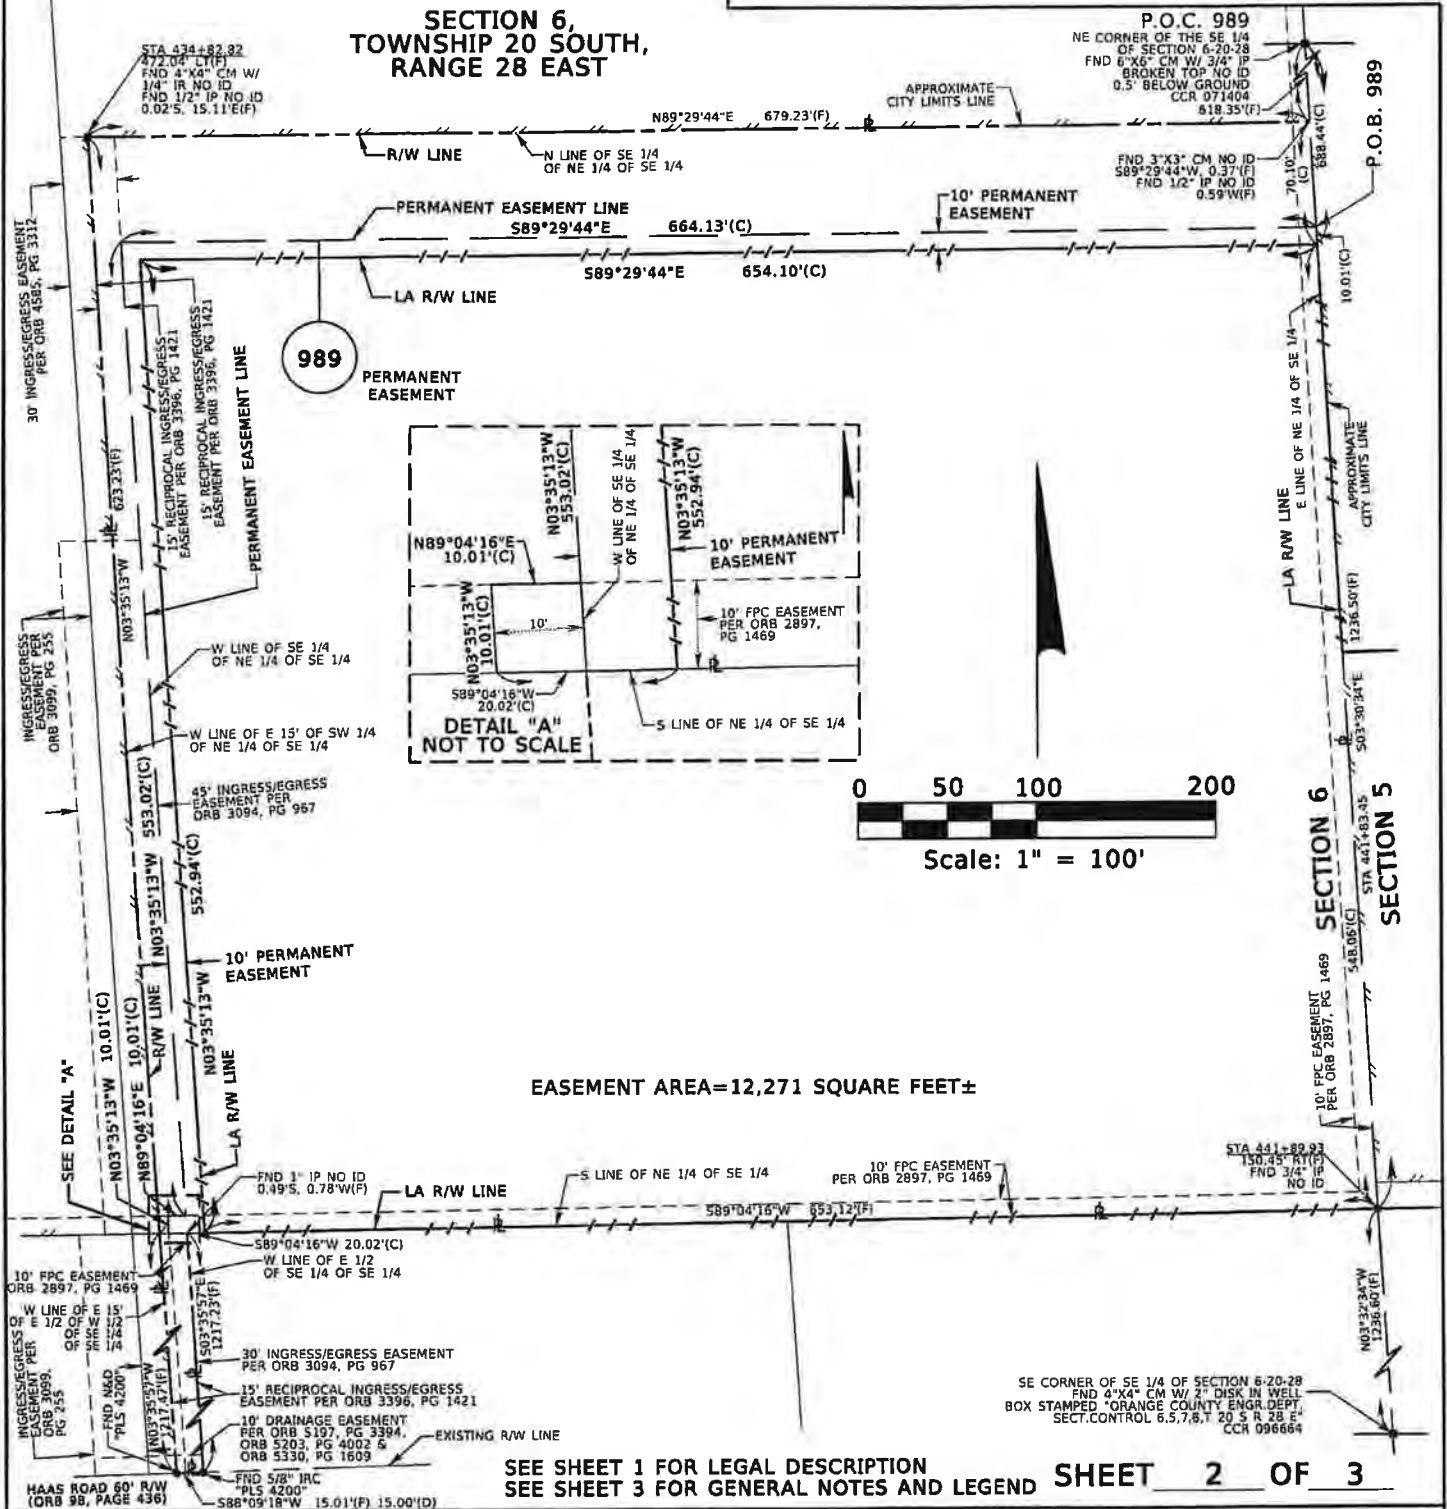 SECTION 6,
TOWNSHIP 20 SOUTH,
RANGE 28 EAST
STA 434+82.82
472.04' LT(F)
FND 4"X4" CM W/
1/4" IR NO ID
FND 1/2" IP NO ID
0.02'S, 15.11'E(F)
P.O.C. 989
NE CORNER OF THE SE 1/4
OF SECTION 6-20-28
FND 6"X6" CM W/ 3/4" IP
BROKEN TOP NO ID
0.5' BELOW GROUND
CCR 071404
618.35'(F)
P.O.B. 989
APPROXIMATE
CITY LIMITS LINE
N89°29'44"E 679.23'(F)
R/W LINE
N LINE OF SE 1/4
OF NE 1/4 OF SE 1/4
FND 3"X3" CM NO ID
S89°29'44"W, 0.37'(F)
FND 1/2" IP NO ID
0.59'W(F)
70.10'
(C)
688.44'(C)
PERMANENT EASEMENT LINE
S89°29'44"E 664.13'(C)
10' PERMANENT
EASEMENT
S89°29'44"E 654.10'(C)
LA R/W LINE
10.01'(C)
30' INGRESS/EGRESS EASEMENT
PER ORB 4585, PG 3312
15' RECIPROCAL INGRESS/EGRESS
EASEMENT PER ORB 3396, PG 1421
15' RECIPROCAL INGRESS/EGRESS
EASEMENT PER ORB 3396, PG 1421
PERMANENT EASEMENT LINE
989
PERMANENT
EASEMENT
623.23'(F)
N03°35'13"W
INGRESS/EGRESS
EASEMENT PER
ORB 3099, PG 255
W LINE OF SE 1/4
OF NE 1/4 OF SE 1/4
W LINE OF E 15' OF SW 1/4
OF NE 1/4 OF SE 1/4
45' INGRESS/EGRESS
EASEMENT PER
ORB 3094, PG 967
N03°35'13"W 553.02'(C)
552.94'(C)
N03°35'13"W
10' PERMANENT
EASEMENT
N03°35'13"W
553.02'(C)
W LINE OF SE 1/4
OF NE 1/4 OF SE 1/4
N03°35'13"W
552.94'(C)
N89°04'16"E
10.01'(C)
10' PERMANENT
EASEMENT
N03°35'13"W
10.01'(C)
10'
10' FPC EASEMENT
PER ORB 2897,
PG 1469
S89°04'16"W
20.02'(C)
S LINE OF NE 1/4 OF SE 1/4
DETAIL "A"
NOT TO SCALE
E LINE OF NE 1/4 OF SE 1/4
LA R/W LINE
APPROXIMATE
CITY LIMITS LINE
1236.50'(F)
S03°30'34"E
0 50 100 200
Scale: 1" = 100'
SECTION 6
STA 441+83.45
SECTION 5
548.06'(C)
10' FPC EASEMENT
PER ORB 2897, PG 1469
SEE DETAIL "A"
N03°35'13"W 10.01'(C)
N89°04'16"E 10.01'(C)
R/W LINE
LA R/W LINE
EASEMENT AREA=12,271 SQUARE FEET±
FND 1" IP NO ID
0.49'S, 0.78'W(F)
LA R/W LINE
S LINE OF NE 1/4 OF SE 1/4
10' FPC EASEMENT
PER ORB 2897, PG 1469
STA 441+89.93
150.45' RT(F)
FND 3/4" IP
NO ID
S89°04'16"W 653.12'(F)
S89°04'16"W 20.02'(C)
W LINE OF E 1/2
OF SE 1/4 OF SE 1/4
10' FPC EASEMENT
ORB 2897, PG 1469
W LINE OF E 15'
OF E 1/2 OF W 1/2
OF SE 1/4
OF SE 1/4
S03°35'57"E
1217.23'(F)
N03°32'34"W
1236.60'(F)
INGRESS/EGRESS
EASEMENT PER
ORB 3099,
PG 255
FND N&D
"PLS 4200"
N03°35'57"W
1217.47'(F)
30' INGRESS/EGRESS EASEMENT
PER ORB 3094, PG 967
15' RECIPROCAL INGRESS/EGRESS
EASEMENT PER ORB 3396, PG 1421
10' DRAINAGE EASEMENT
PER ORB 5197, PG 3394,
ORB 5203, PG 4002 &
ORB 5330, PG 1609
EXISTING R/W LINE
SE CORNER OF SE 1/4 OF SECTION 6-20-28
FND 4"X4" CM W/ 2" DISK IN WELL
BOX STAMPED "ORANGE COUNTY ENGR.DEPT.
SECT.CONTROL 6,5,7,8,T 20 S R 28 E"
CCR 096664
FND 5/8" IRC
"PLS 4200"
HAAS ROAD 60' R/W
(ORB 98, PAGE 436)
S88°09'18"W 15.01'(F) 15.00'(D)
SEE SHEET 1 FOR LEGAL DESCRIPTION
SEE SHEET 3 FOR GENERAL NOTES AND LEGEND
SHEET 2 OF 3